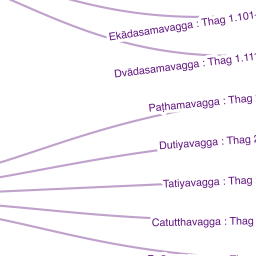 Ekādasamavagga : Thag 1.101
Dvādasamavagga : Thag 1.11
Paṭhamavagga : Thag
Dutiyavagga : Thag 2
Tatiyavagga : Thag
Catutthavagga : Thag